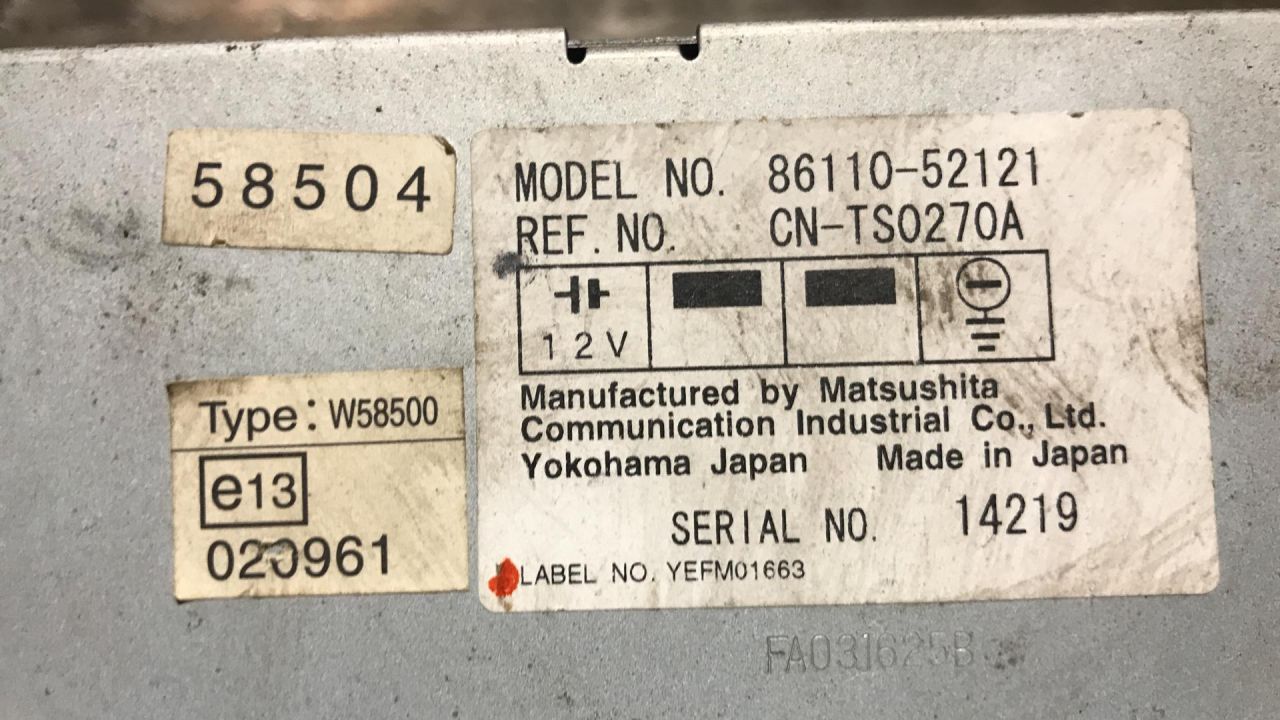 58504
MODEL NO. 86110-52121
REF. NO. CN-TS0270A
12V
Manufactured by Matsushita
Communication Industrial Co., Ltd.
Yokohama Japan Made in Japan
SERIAL NO. 14219
LABEL NO. YEFM01663
Type: W58500
e13
020961
FA031625B